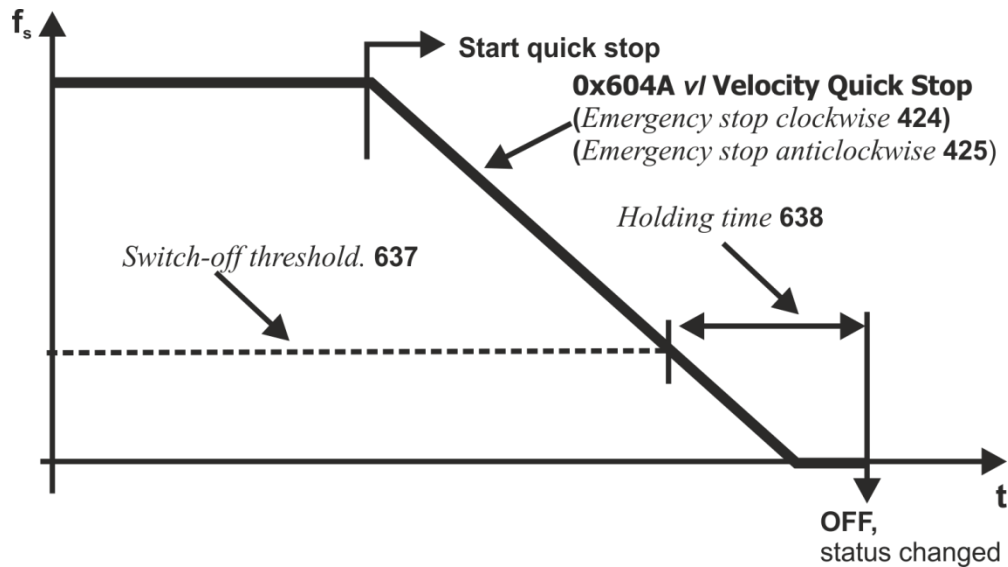 fs
Start quick stop
0x604A vl Velocity Quick Stop
(Emergency stop clockwise 424)
(Emergency stop anticlockwise 425)
Holding time 638
Switch-off threshold. 637
t
OFF,
status changed